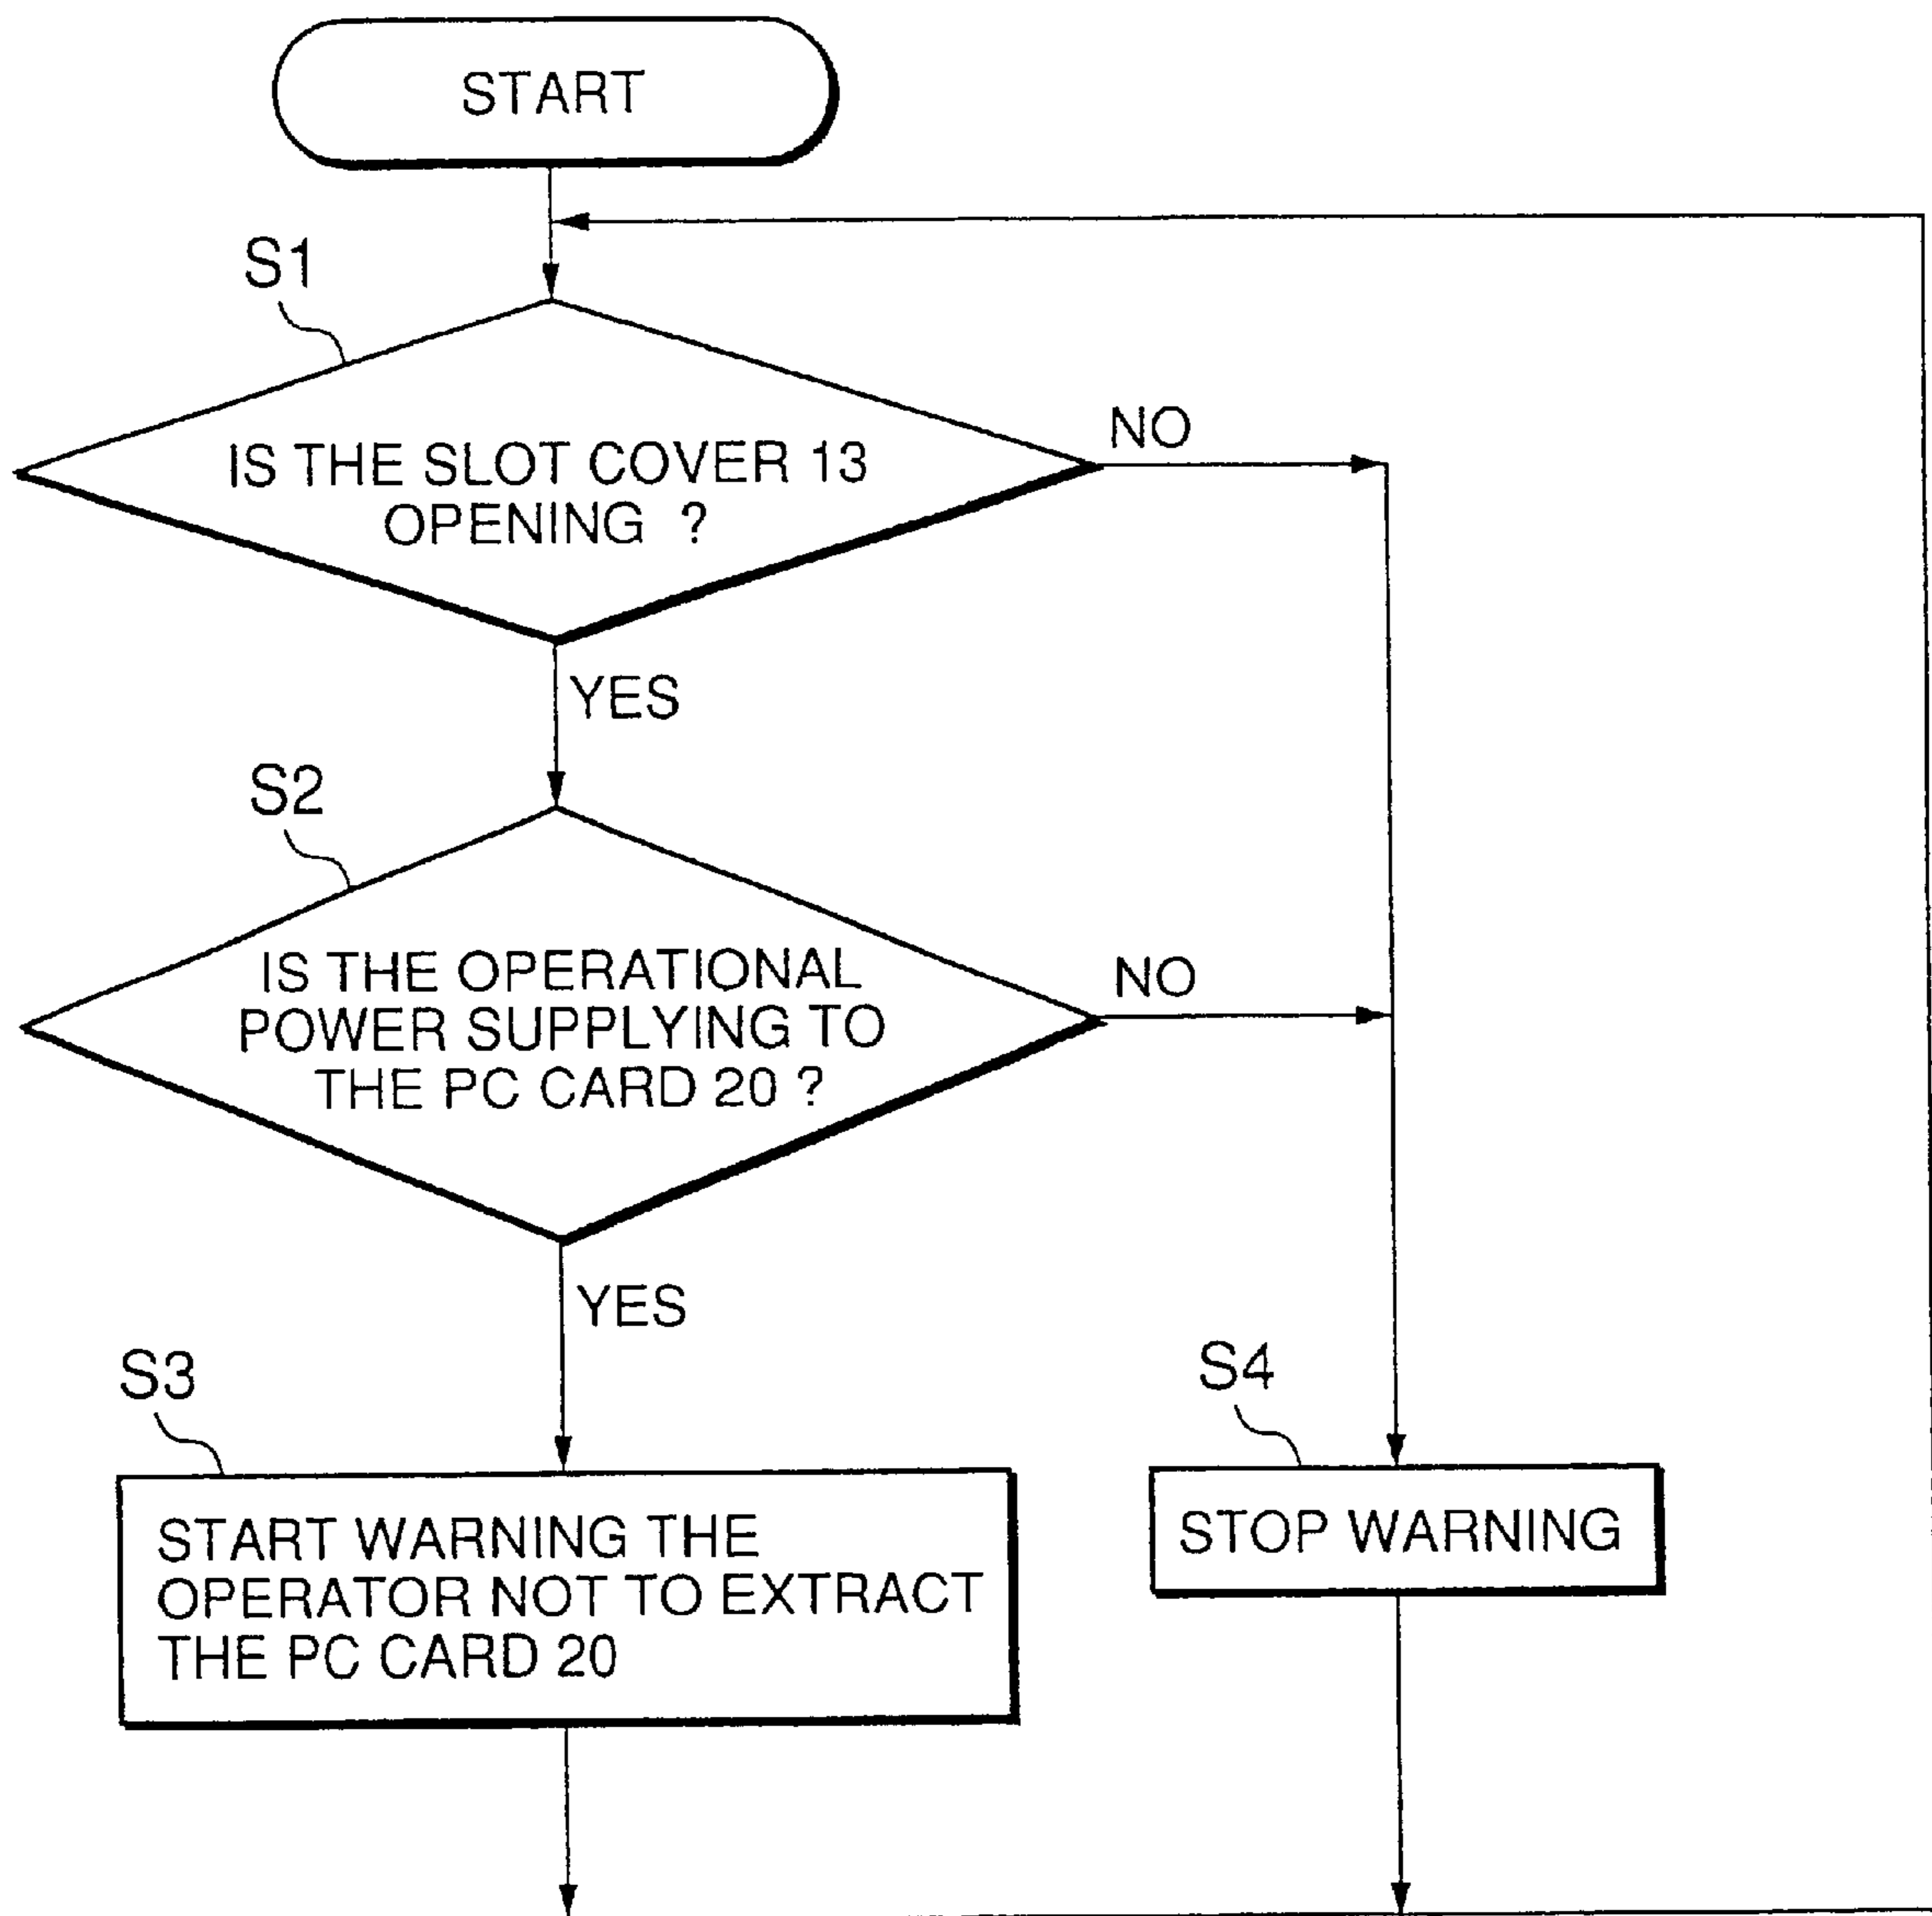 START
S1
IS THE SLOT COVER 13
OPENING ?
NO
YES
S2
IS THE OPERATIONAL
POWER SUPPLYING TO
THE PC CARD 20 ?
NO
YES
S3
START WARNING THE
OPERATOR NOT TO EXTRACT
THE PC CARD 20
S4
STOP WARNING